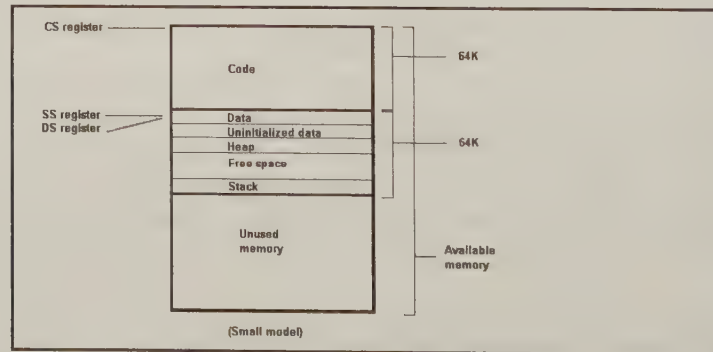 CS register
64K
Code
SS register
DS register
Data
Uninitialized data
Heap
64K
Free space
Stack
Unused
memory
Available
memory
(Small model)